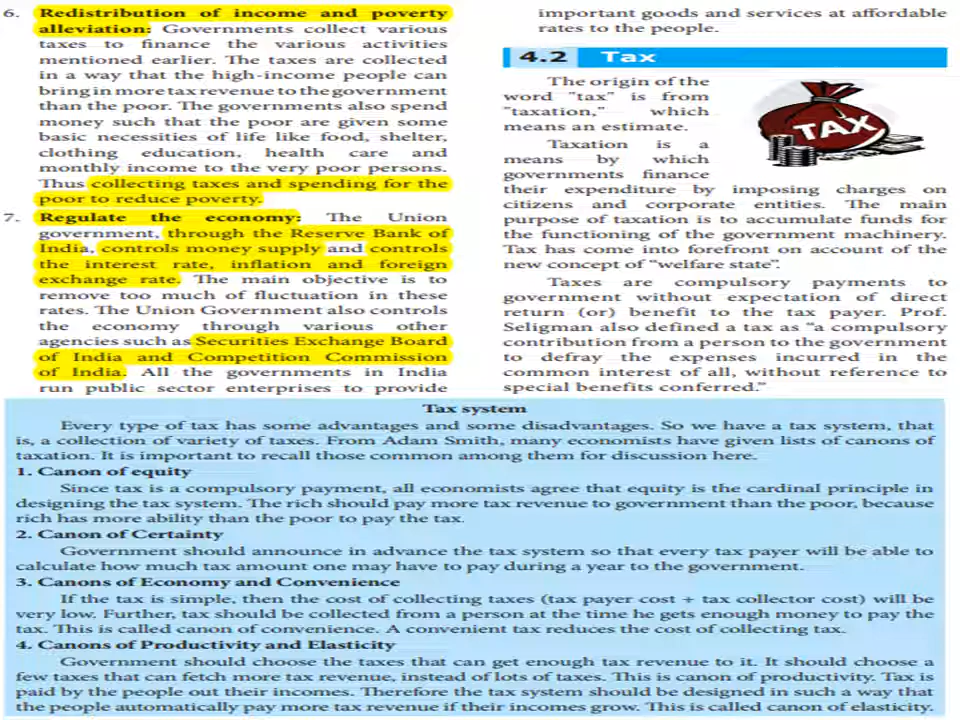 6. Redistribution of income and poverty
alleviation: Governments collect various
taxes to finance the various activities
mentioned earlier. The taxes are collected
in a way that the high-income people can
bring in more tax revenue to the government
than the poor. The governments also spend
money such that the poor are given some
basic necessities of life like food, shelter,
clothing education, health care and
monthly income to the very poor persons.
Thus collecting taxes and spending for the
poor to reduce poverty.
7. Regulate the economy: The Union
government, through the Reserve Bank of
India, controls money supply and controls
the interest rate, inflation and foreign
exchange rate. The main objective is to
remove too much of fluctuation in these
rates. The Union Government also controls
the economy through various other
agencies such as Securities Exchange Board
of India and Competition Commission
of India. All the governments in India
run public sector enterprises to provide
important goods and services at affordable
rates to the people.
4.2 Tax
The origin of the
word "tax" is from
"taxation," which
means an estimate.
TAX
Taxation is a
means by which
governments finance
their expenditure by imposing charges on
citizens and corporate entities. The main
purpose of taxation is to accumulate funds for
the functioning of the government machinery.
Tax has come into forefront on account of the
new concept of "welfare state".
Taxes are compulsory payments to
government without expectation of direct
return (or) benefit to the tax payer. Prof.
Seligman also defined a tax as "a compulsory
contribution from a person to the government
to defray the expenses incurred in the
common interest of all, without reference to
special benefits conferred."
Tax system
Every type of tax has some advantages and some disadvantages. So we have a tax system, that
is, a collection of variety of taxes. From Adam Smith, many economists have given lists of canons of
taxation. It is important to recall those common among them for discussion here.
1. Canon of equity
Since tax is a compulsory payment, all economists agree that equity is the cardinal principle in
designing the tax system. The rich should pay more tax revenue to government than the poor, because
rich has more ability than the poor to pay the tax.
2. Canon of Certainty
Government should announce in advance the tax system so that every tax payer will be able to
calculate how much tax amount one may have to pay during a year to the government.
3. Canons of Economy and Convenience
If the tax is simple, then the cost of collecting taxes (tax payer cost + tax collector cost) will be
very low. Further, tax should be collected from a person at the time he gets enough money to pay the
tax. This is called canon of convenience. A convenient tax reduces the cost of collecting tax.
4. Canons of Productivity and Elasticity
Government should choose the taxes that can get enough tax revenue to it. It should choose a
few taxes that can fetch more tax revenue, instead of lots of taxes. This is canon of productivity. Tax is
paid by the people out their incomes. Therefore the tax system should be designed in such a way that
the people automatically pay more tax revenue if their incomes grow. This is called canon of elasticity.